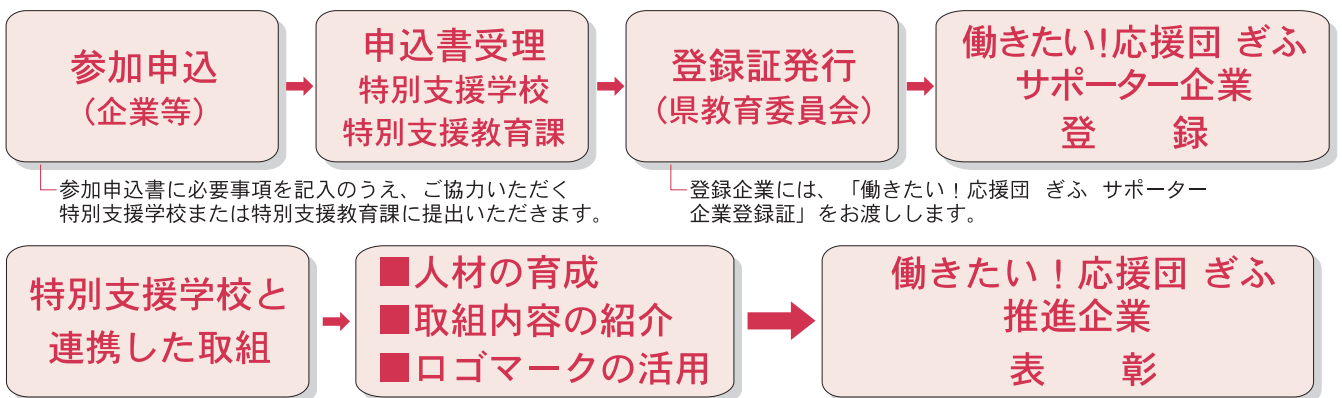 参加申込
（企業等）
申込書受理
特別支援学校
特別支援教育課
登録証発行
（県教育委員会）
働きたい!応援団 ぎふ
サポーター企業
登　録
参加申込書に必要事項を記入のうえ、ご協力いただく
特別支援学校または特別支援教育課に提出いただきます。
登録企業には、「働きたい！応援団 ぎふ サポーター
企業登録証」をお渡しします。
特別支援学校と
連携した取組
■人材の育成
■取組内容の紹介
■ロゴマークの活用
働きたい！応援団 ぎふ
推進企業
表　彰